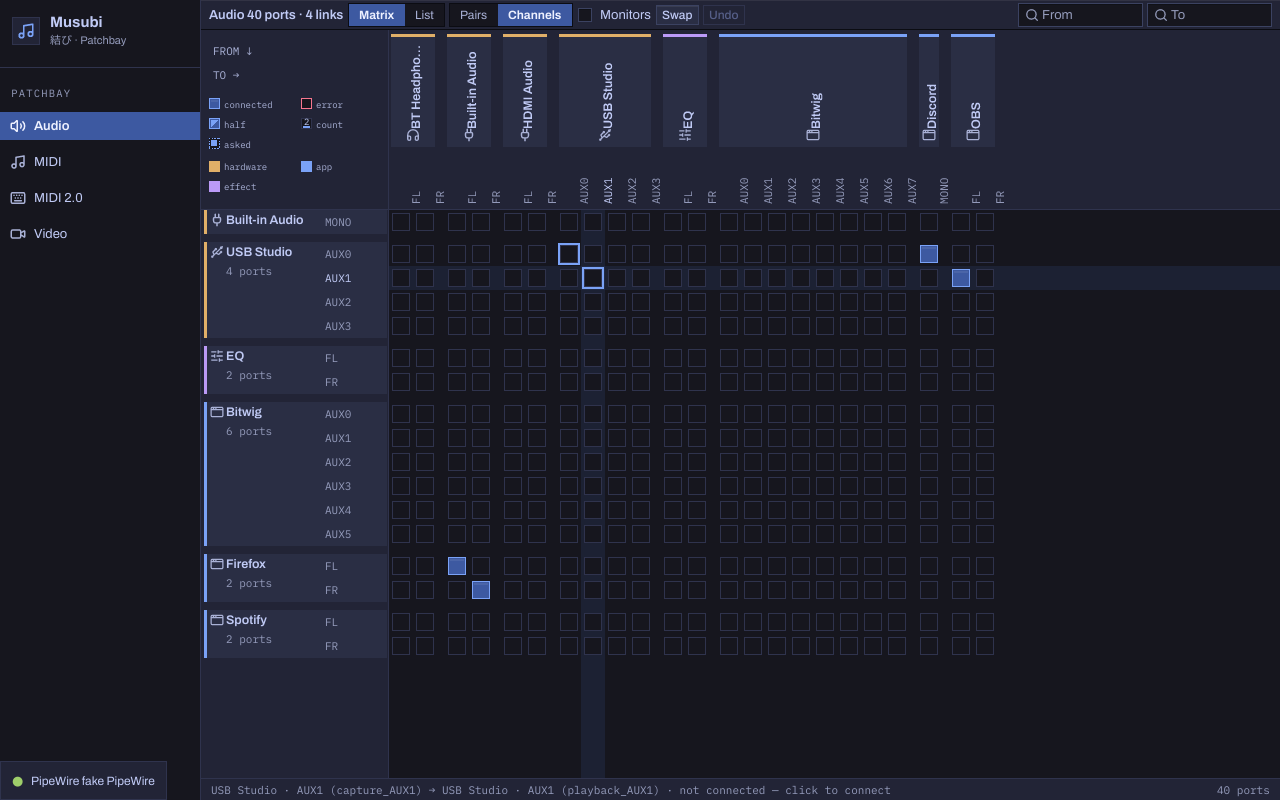 Musubi
結び · Patchbay
PATCHBAY
Audio
MIDI
MIDI 2.0
Video
PipeWire fake PipeWire
Audio 40 ports · 4 links
Matrix
List
Pairs
Channels
Monitors
Swap
Undo
From
To
FROM ↓
TO →
connected
error
half
2 count
asked
hardware
app
effect
BT Headpho...
Built-in Audio
HDMI Audio
USB Studio
EQ
Bitwig
Discord
OBS
FL FR FL FR FL FR AUX0 AUX1 AUX2 AUX3 FL FR AUX0 AUX1 AUX2 AUX3 AUX4 AUX5 AUX6 AUX7 MONO FL FR
Built-in Audio MONO
USB Studio AUX0
4 ports
AUX1
AUX2
AUX3
EQ FL
2 ports
FR
Bitwig AUX0
6 ports
AUX1
AUX2
AUX3
AUX4
AUX5
Firefox FL
2 ports
FR
Spotify FL
2 ports
FR
USB Studio · AUX1 (capture_AUX1) → USB Studio · AUX1 (playback_AUX1) · not connected — click to connect
40 ports